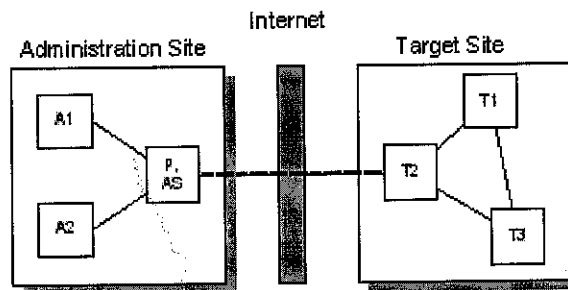 Internet
Administration Site
Target Site
A1
T1
P,
AS
T2
A2
T3